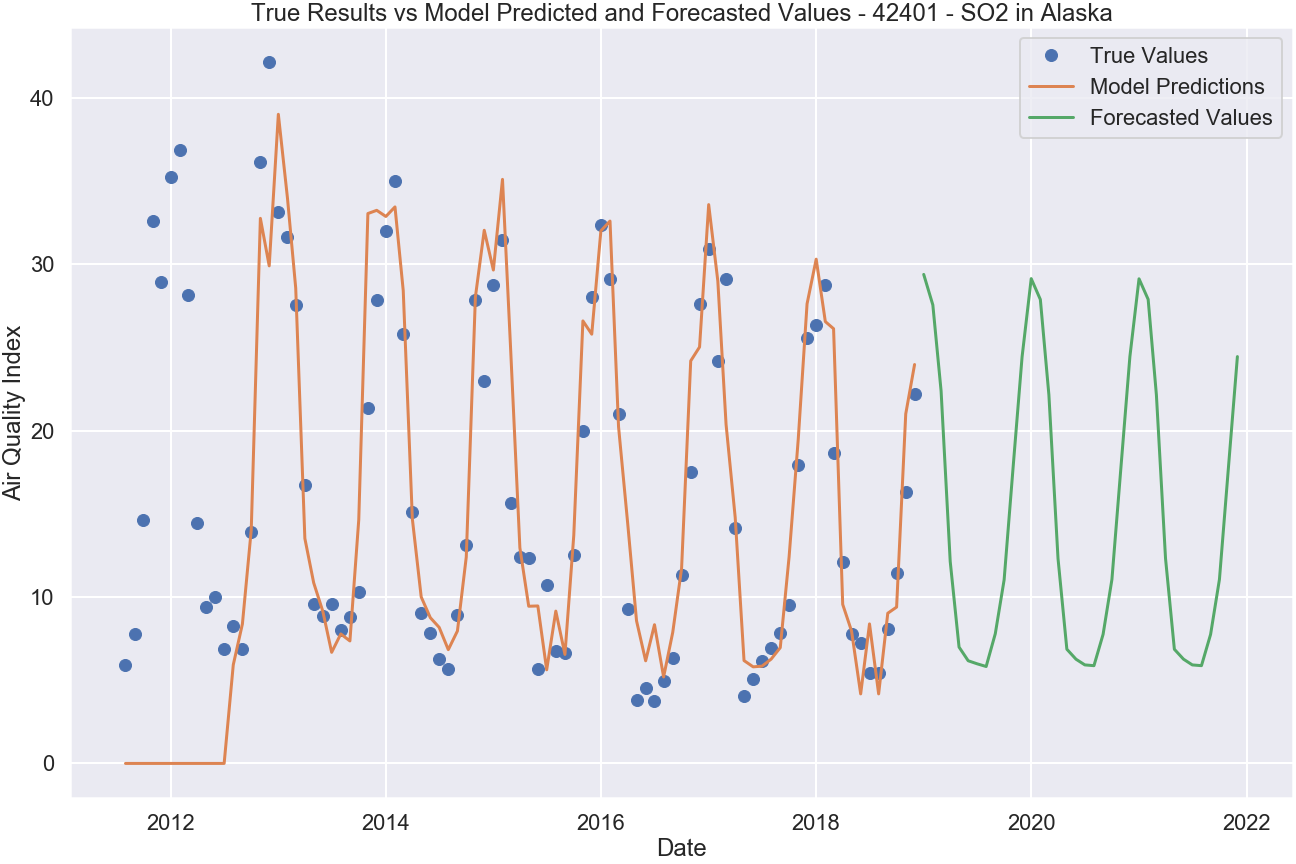 True Results vs Model Predicted and Forecasted Values - 42401 - SO2 in Alaska
True Values
Model Predictions
Forecasted Values
Air Quality Index
40
30
20
10
0
2012 2014 2016 2018 2020 2022
Date